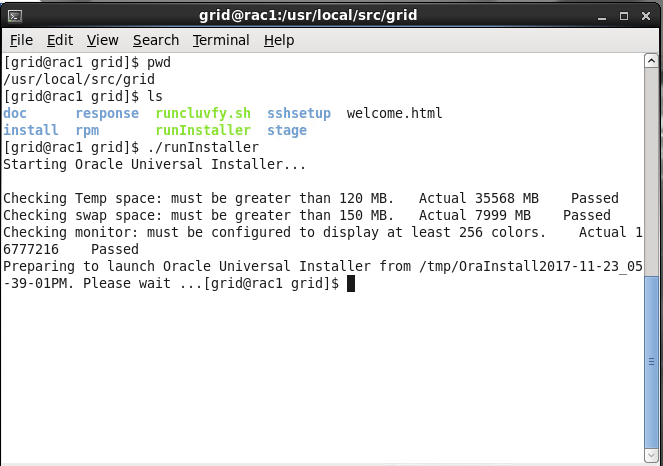 grid@rac1:/usr/local/src/grid
File Edit View Search Terminal Help
[grid@rac1 grid]$ pwd
/usr/local/src/grid
[grid@rac1 grid]$ ls
doc response runcluvfy.sh sshsetup welcome.html
install rpm runInstaller stage
[grid@rac1 grid]$ ./runInstaller
Starting Oracle Universal Installer...
Checking Temp space: must be greater than 120 MB. Actual 35568 MB Passed
Checking swap space: must be greater than 150 MB. Actual 7999 MB Passed
Checking monitor: must be configured to display at least 256 colors. Actual 1
6777216 Passed
Preparing to launch Oracle Universal Installer from /tmp/OraInstall2017-11-23_05
-39-01PM. Please wait ...[grid@rac1 grid]$